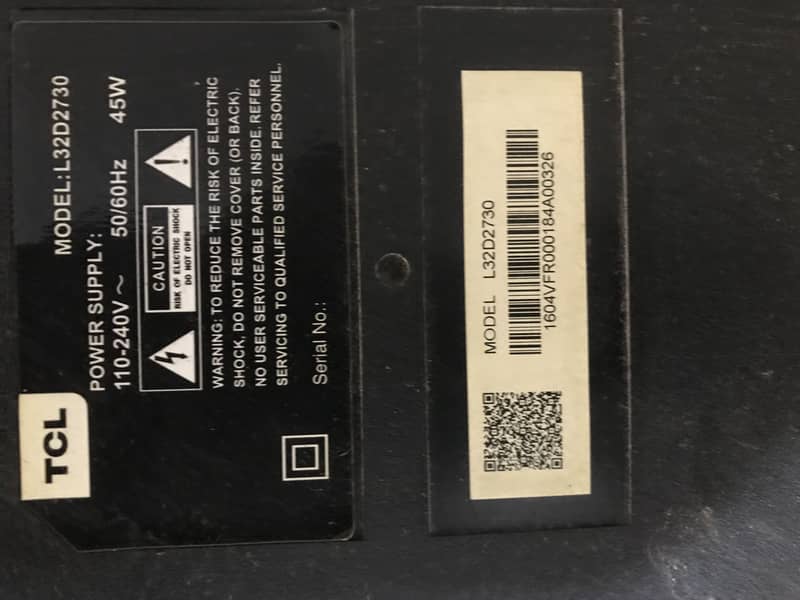 TCL
MODEL: L32D2730
POWER SUPPLY:
110-240V ~ 50/60Hz 45W
CAUTION
RISK OF ELECTRIC SHOCK
DO NOT OPEN
WARNING: TO REDUCE THE RISK OF ELECTRIC
SHOCK, DO NOT REMOVE COVER (OR BACK).
NO USER SERVICEABLE PARTS INSIDE. REFER
SERVICING TO QUALIFIED SERVICE PERSONNEL.
Serial No.:
MODEL L32D2730
1604VFR000184A00326